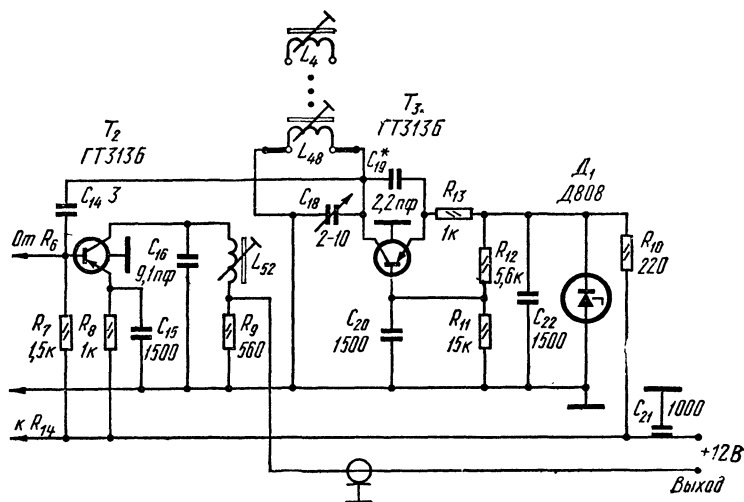 L4
L48
T2
ГТ313Б
T3
ГТ313Б
C14 3
C19*
2,2пф
C18
2-10
R13
1к
Д1
Д808
От R6
C16
9,1пф
L52
R12
5,6к
R10
220
R7
1,5к
R8
1к
C15
1500
R9
560
C20
1500
R11
15к
C22
1500
C21
1000
к R14
+12В
Выход